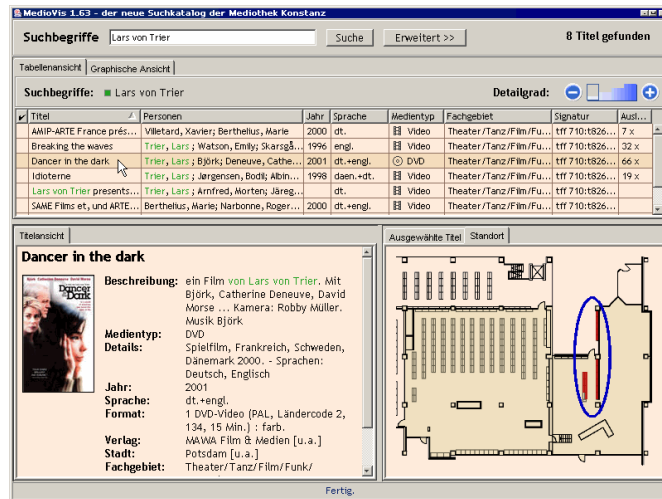 MedioVis 1.63 - der neue Suchkatalog der Mediothek Konstanz
Suchbegriffe Lars von Trier Suche Erweitert >> 8 Titel gefunden
Tabellenansicht Graphische Ansicht
Suchbegriffe: Lars von Trier Detailgrad:
Titel Personen Jahr Sprache Medientyp Fachgebiet Signatur Ausl...
AMIP-ARTE France prés... Villetard, Xavier; Berthelius, Marie 2000 dt. Video Theater/Tanz/Film/Fu... tff 710:t826... 7 x
Breaking the waves Trier, Lars ; Watson, Emily; Skarsgå... 1996 engl. Video Theater/Tanz/Film/Fu... tff 710:t826... 32 x
Dancer in the dark Trier, Lars ; Björk; Deneuve, Cathe... 2001 dt.+engl. DVD Theater/Tanz/Film/Fu... tff 710:t826... 66 x
Idioterne Trier, Lars ; Jørgensen, Bodil; Albin... 1998 daen.+dt. Video Theater/Tanz/Film/Fu... tff 710:t826... 19 x
Lars von Trier presents... Trier, Lars ; Arnfred, Morten; Järeg... dt. Video Theater/Tanz/Film/Fu... tff 710:t826...
SAME Films et, und ARTE... Berthelius, Marie; Narbonne, Roger... 2000 dt.+engl. Video Theater/Tanz/Film/Fu... tff 710:t826...
Titelansicht
Dancer in the dark
Dancer in the Dark
Beschreibung: ein Film von Lars von Trier. Mit
Björk, Catherine Deneuve, David
Morse ... Kamera: Robby Müller.
Musik Björk
Medientyp: DVD
Details: Spielfilm, Frankreich, Schweden,
Dänemark 2000. - Sprachen:
Deutsch, Englisch
Jahr: 2001
Sprache: dt.+engl.
Format: 1 DVD-Video (PAL, Ländercode 2,
134, 15 Min.) : farb.
Verlag: MAWA Film & Medien [u.a.]
Stadt: Potsdam [u.a.]
Fachgebiet: Theater/Tanz/Film/Funk/
Ausgewählte Titel Standort
Fertig.